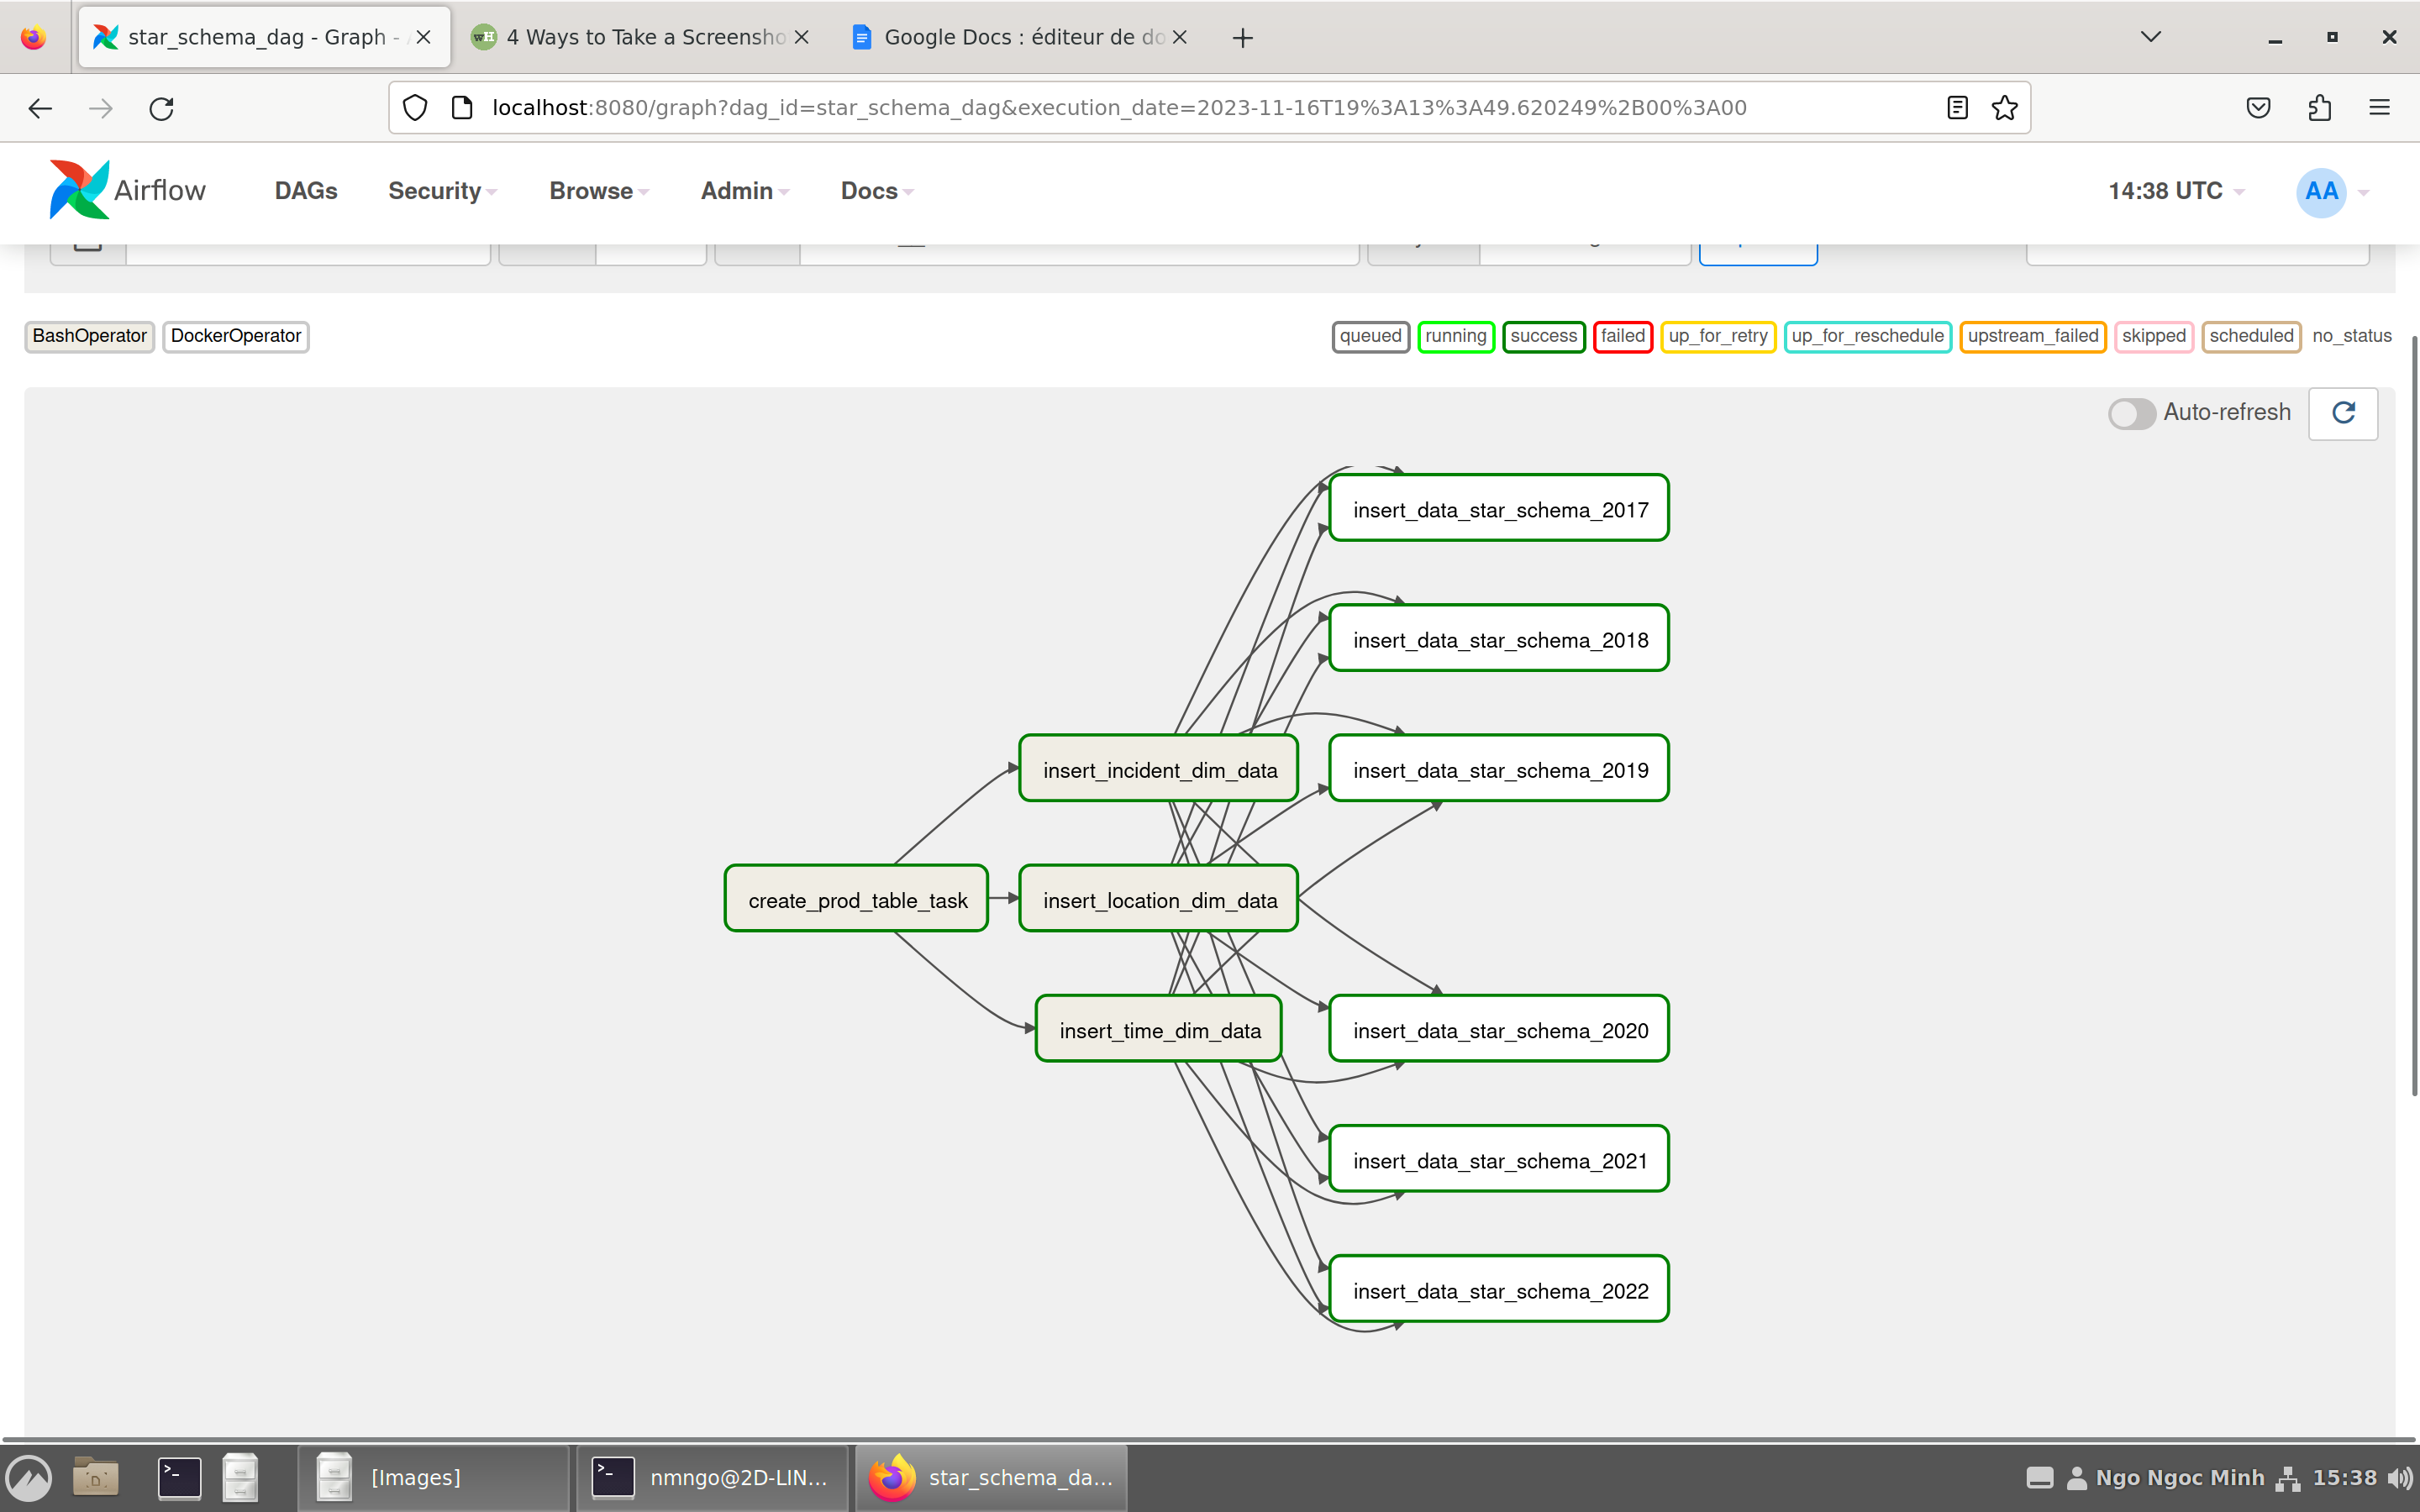 star_schema_dag - Graph -
4 Ways to Take a Screensho
Google Docs : éditeur de do
localhost:8080/graph?dag_id=star_schema_dag&execution_date=2023-11-16T19%3A13%3A49.620249%2B00%3A00
Airflow
DAGs
Security
Browse
Admin
Docs
14:38 UTC
AA
BashOperator
DockerOperator
queued
running
success
failed
up_for_retry
up_for_reschedule
upstream_failed
skipped
scheduled
no_status
Auto-refresh
insert_data_star_schema_2017
insert_data_star_schema_2018
insert_incident_dim_data
insert_data_star_schema_2019
create_prod_table_task
insert_location_dim_data
insert_time_dim_data
insert_data_star_schema_2020
insert_data_star_schema_2021
insert_data_star_schema_2022
[Images]
nmngo@2D-LIN...
star_schema_da...
Ngo Ngoc Minh
15:38